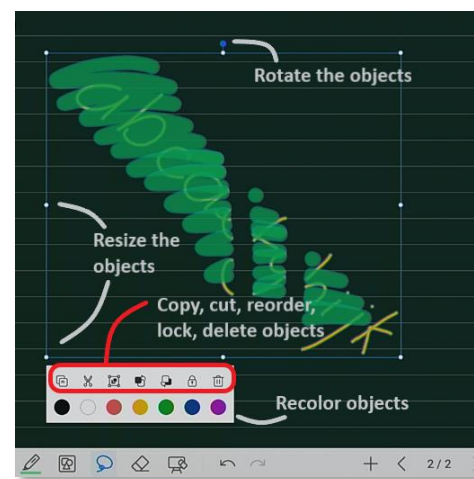 Rotate the objects
Resize the
objects
Copy, cut, reorder,
lock, delete objects
Recolor objects
2/2